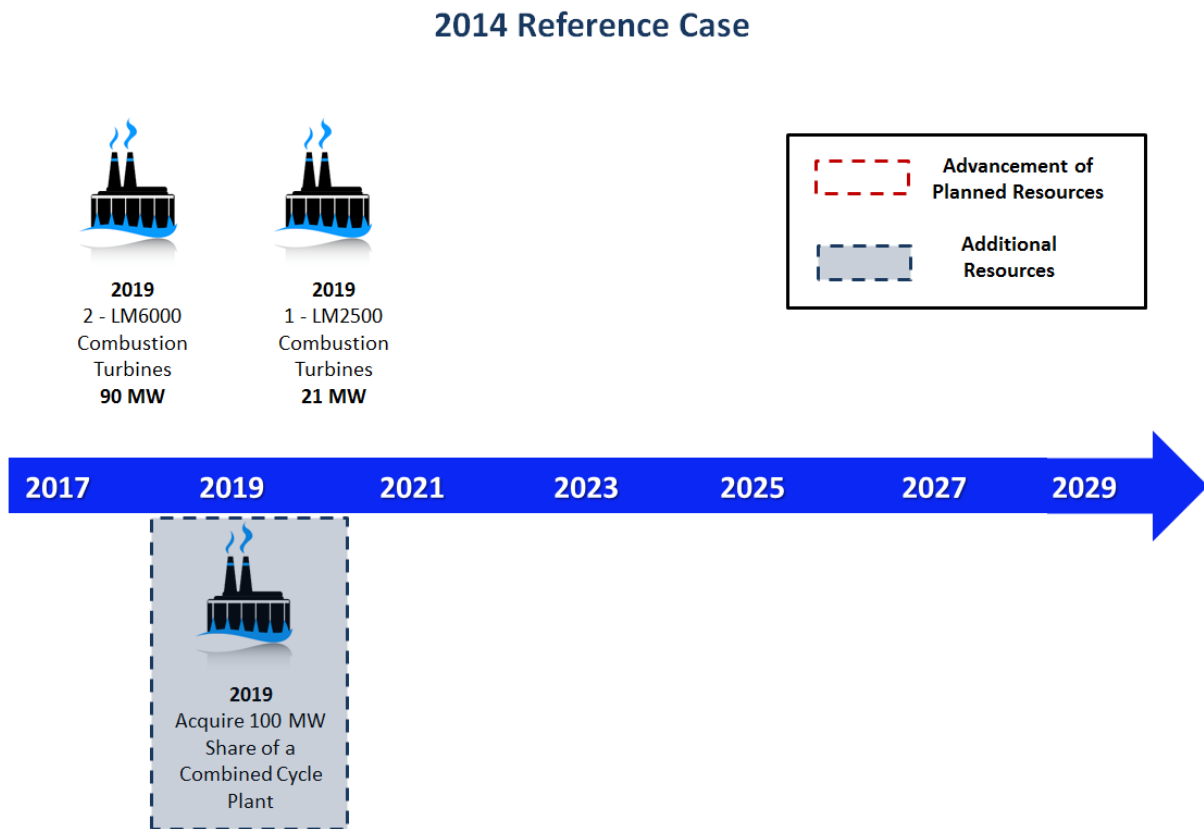 2014 Reference Case
Advancement of
Planned Resources
Additional
Resources
2019
2 - LM6000
Combustion
Turbines
90 MW
2019
1 - LM2500
Combustion
Turbines
21 MW
2017 2019 2021 2023 2025 2027 2029
2019
Acquire 100 MW
Share of a
Combined Cycle
Plant